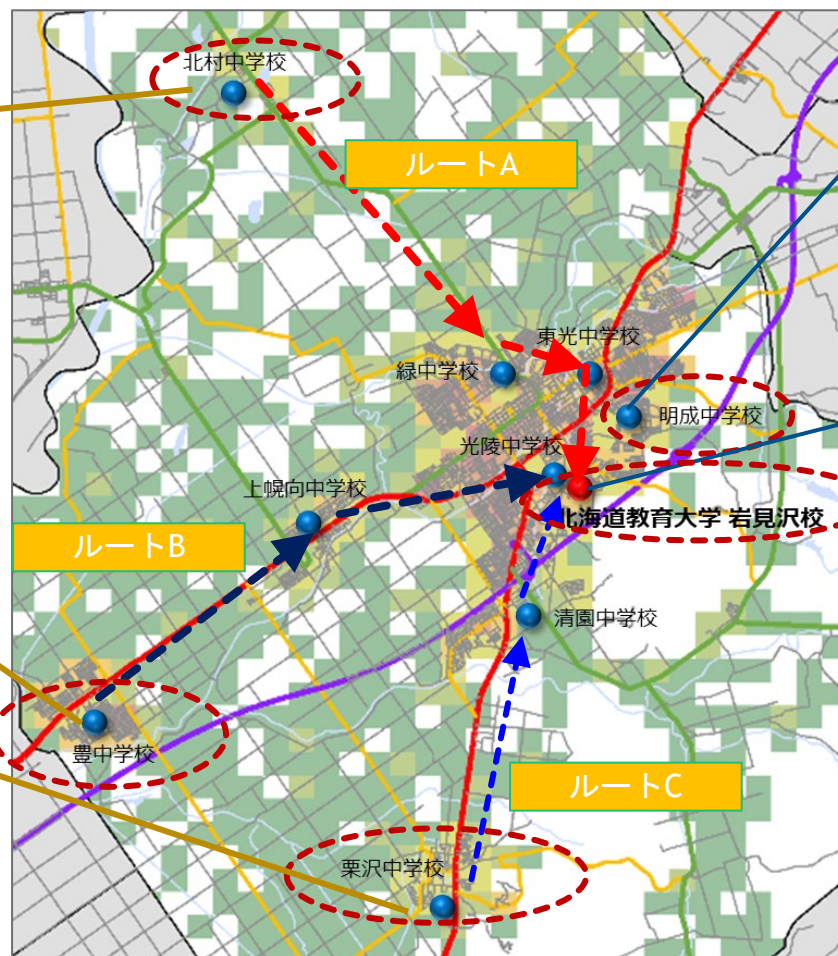 北村中学校
ルートA
東光中学校
緑中学校
明成中学校
光陵中学校
上幌向中学校
北海道教育大学 岩見沢校
ルートB
清園中学校
豊中学校
ルートC
栗沢中学校